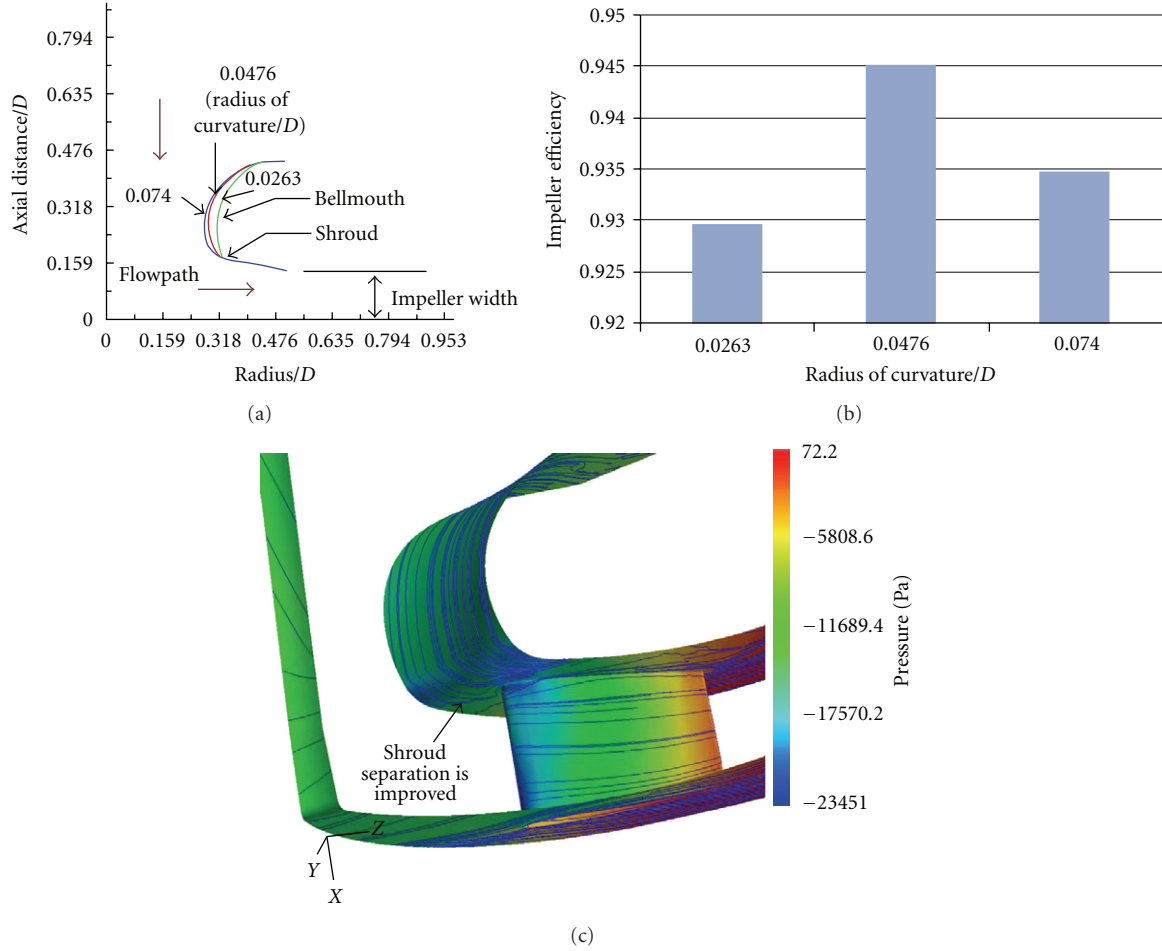 0.794
0.635
0.476
0.318
0.159
0
Axial distance/D
0.0476
(radius of
curvature/D)
0.074
0.0263
Bellmouth
Shroud
Flowpath
Impeller width
0 0.159 0.318 0.476 0.635 0.794 0.953
Radius/D
(a)
0.95
0.945
0.94
0.935
0.93
0.925
0.92
Impeller efficiency
0.0263 0.0476 0.074
Radius of curvature/D
(b)
Shroud
separation is
improved
Z
Y
X
72.2
−5808.6
−11689.4
−17570.2
−23451
Pressure (Pa)
(c)